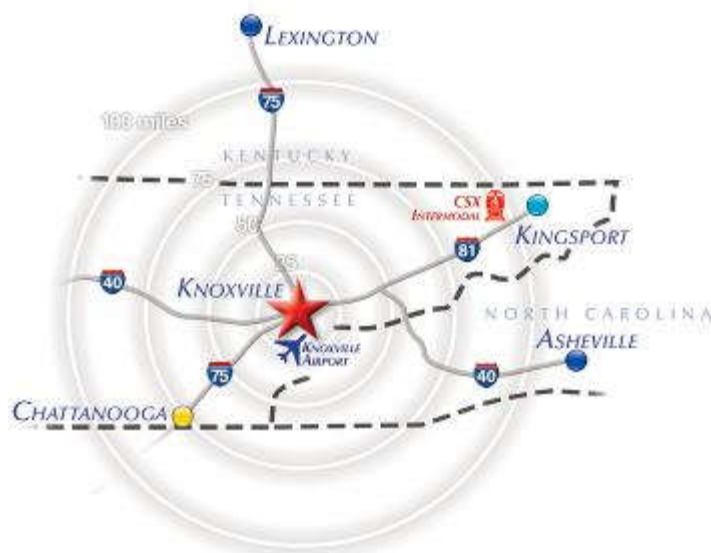 LEXINGTON
75
100 miles
KENTUCKY
75
TENNESSEE
CSX
INTERMODAL
50
KINGSPORT
81
25
40
KNOXVILLE
NORTH CAROLINA
KNOXVILLE
AIRPORT
ASHEVILLE
75
40
CHATTANOOGA